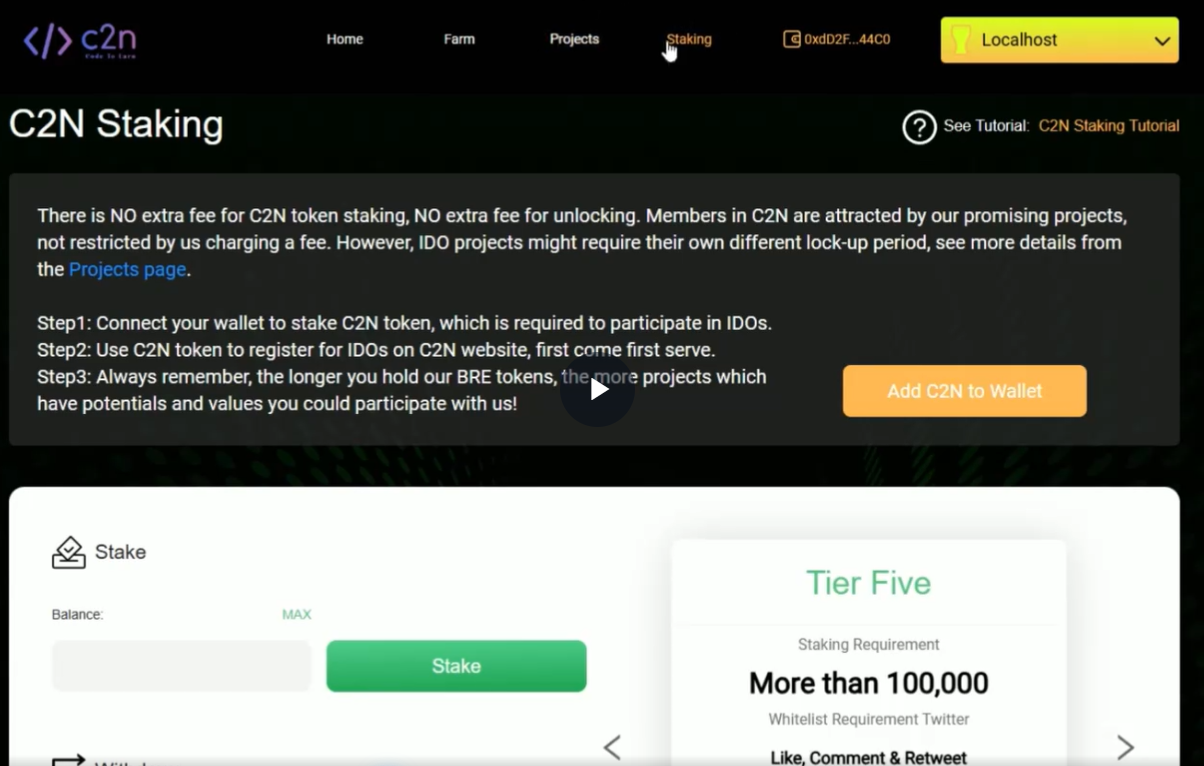 c2n
Code To Earn
Home
Farm
Projects
Staking
0xdD2F...44C0
Localhost
C2N Staking
See Tutorial: C2N Staking Tutorial
There is NO extra fee for C2N token staking, NO extra fee for unlocking. Members in C2N are attracted by our promising projects,
not restricted by us charging a fee. However, IDO projects might require their own different lock-up period, see more details from
the Projects page.
Step1: Connect your wallet to stake C2N token, which is required to participate in IDOs.
Step2: Use C2N token to register for IDOs on C2N website, first come first serve.
Step3: Always remember, the longer you hold our BRE tokens, the more projects which
have potentials and values you could participate with us!
Add C2N to Wallet
Stake
Balance:
MAX
Stake
Tier Five
Staking Requirement
More than 100,000
Whitelist Requirement Twitter
Like, Comment & Retweet